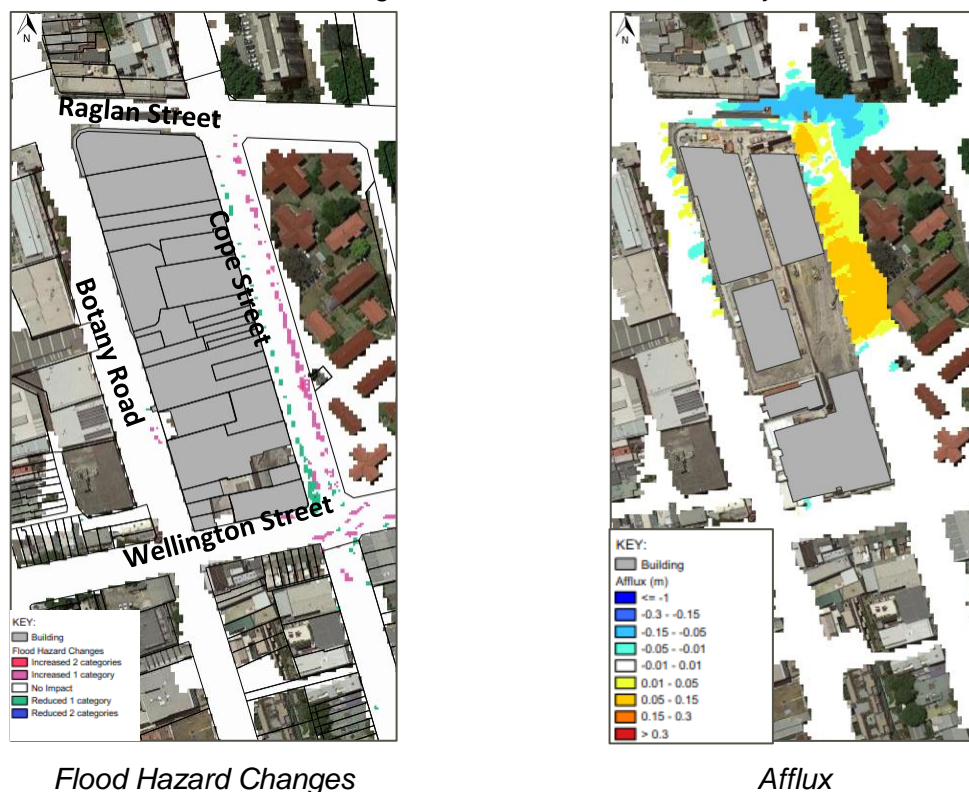 N
Raglan Street
Cope Street
Botany Road
Wellington Street
KEY:
Building
Flood Hazard Changes
Increased 2 categories
Increased 1 category
No Impact
Reduced 1 category
Reduced 2 categories
Flood Hazard Changes
N
KEY:
Building
Afflux (m)
<= -1
-0.3 - -0.15
-0.15 - -0.05
-0.05 - -0.01
-0.01 - 0.01
0.01 - 0.05
0.05 - 0.15
0.15 - 0.3
> 0.3
Afflux